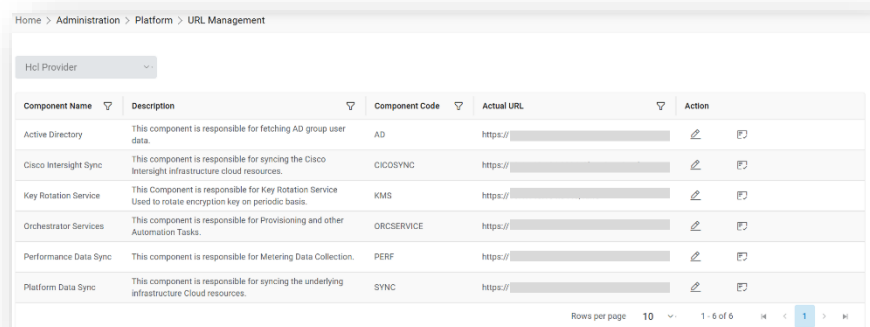 Home > Administration > Platform > URL Management
Hcl Provider
Component Name Description Component Code Actual URL Action
Active Directory This component is responsible for fetching AD group user data. AD https://
Cisco Intersight Sync This component is responsible for syncing the Cisco Intersight infrastructure cloud resources. CICOSYNC https://
Key Rotation Service This Component is responsible for Key Rotation Service Used to rotate encryption key on periodic basis. KMS https://
Orchestrator Services This component is responsible for Provisioning and other Automation Tasks. ORCSERVICE https://
Performance Data Sync This component is responsible for Metering Data Collection. PERF https://
Platform Data Sync This component is responsible for syncing the underlying infrastructure Cloud resources. SYNC https://
Rows per page 10 1 - 6 of 6 1